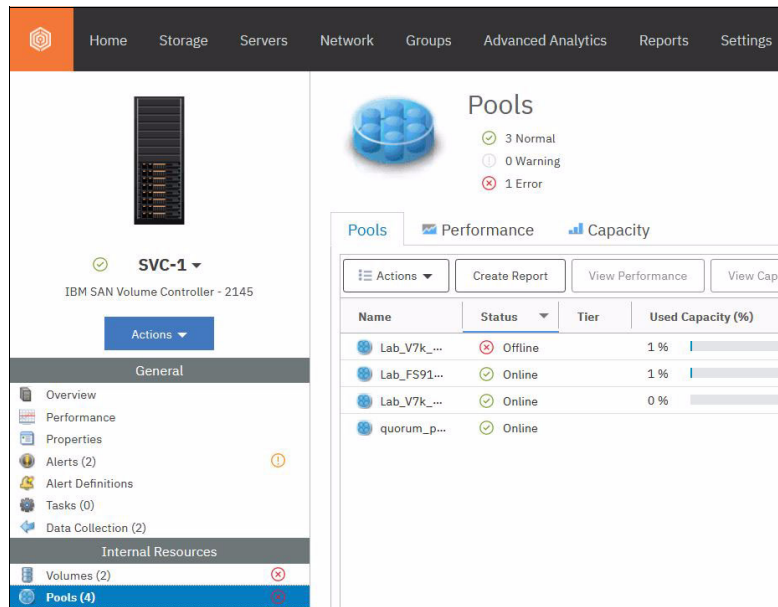 Home Storage Servers Network Groups Advanced Analytics Reports Settings
SVC-1
IBM SAN Volume Controller - 2145
Actions
General
Overview
Performance
Properties
Alerts (2)
Alert Definitions
Tasks (0)
Data Collection (2)
Internal Resources
Volumes (2)
Pools (4)
Pools
3 Normal
0 Warning
1 Error
Pools Performance Capacity
Actions Create Report View Performance View Cap
Name Status Tier Used Capacity (%)
Lab_V7k_... Offline 1 %
Lab_FS91... Online 1 %
Lab_V7k_... Online 0 %
quorum_p... Online